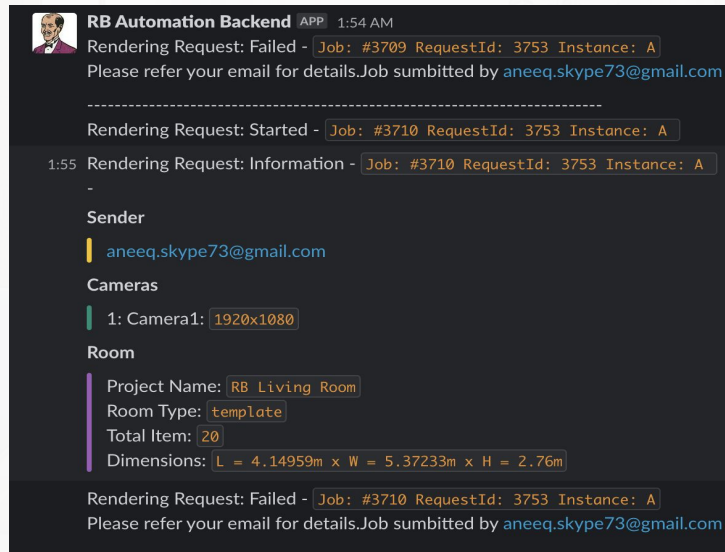 RB Automation Backend APP 1:54 AM
Rendering Request: Failed - Job: #3709 RequestId: 3753 Instance: A
Please refer your email for details.Job sumbitted by aneeq.skype73@gmail.com
---------------------------------------------------------------------------
Rendering Request: Started - Job: #3710 RequestId: 3753 Instance: A
1:55 Rendering Request: Information - Job: #3710 RequestId: 3753 Instance: A
-
Sender
aneeq.skype73@gmail.com
Cameras
1: Camera1: 1920x1080
Room
Project Name: RB Living Room
Room Type: template
Total Item: 20
Dimensions: L = 4.14959m x W = 5.37233m x H = 2.76m
Rendering Request: Failed - Job: #3710 RequestId: 3753 Instance: A
Please refer your email for details.Job sumbitted by aneeq.skype73@gmail.com